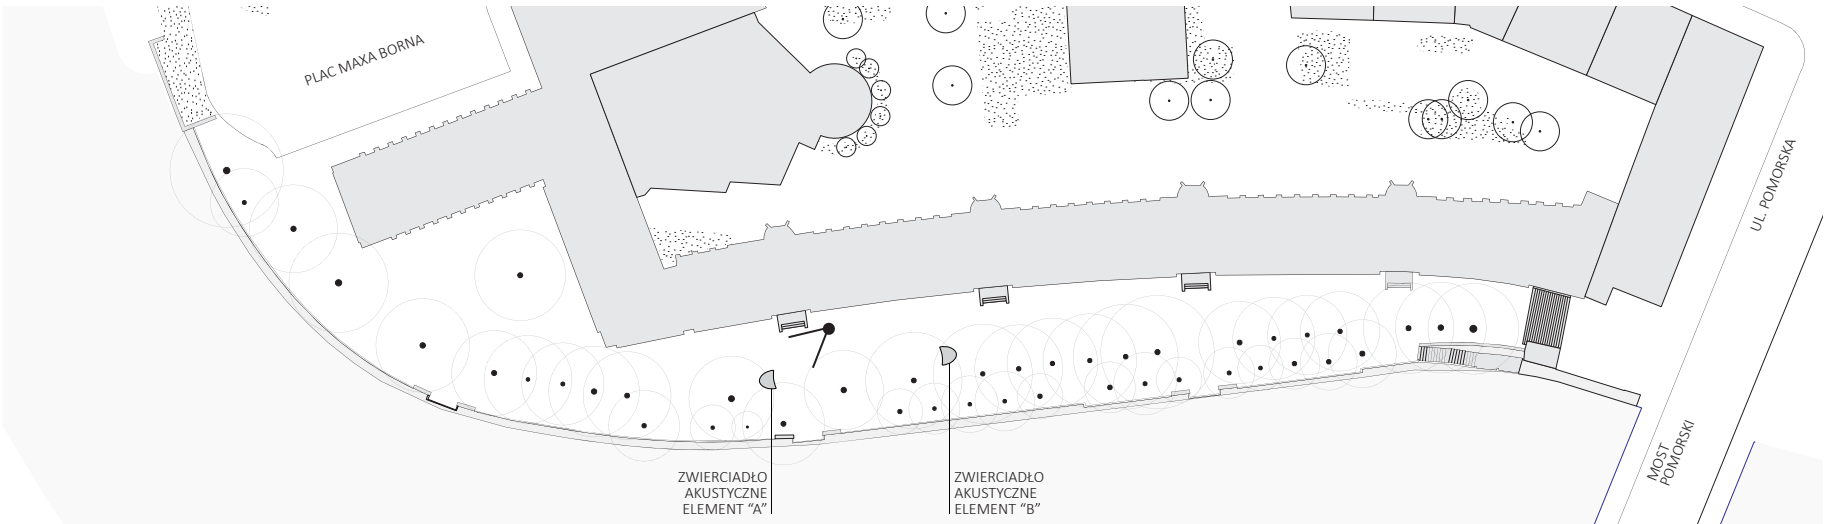 PLAC MAXA BORNA
UL. POMORSKA
MOST
POMORSKI
ZWIERCIADŁO
AKUSTYCZNE
ELEMENT "A"
ZWIERCIADŁO
AKUSTYCZNE
ELEMENT "B"